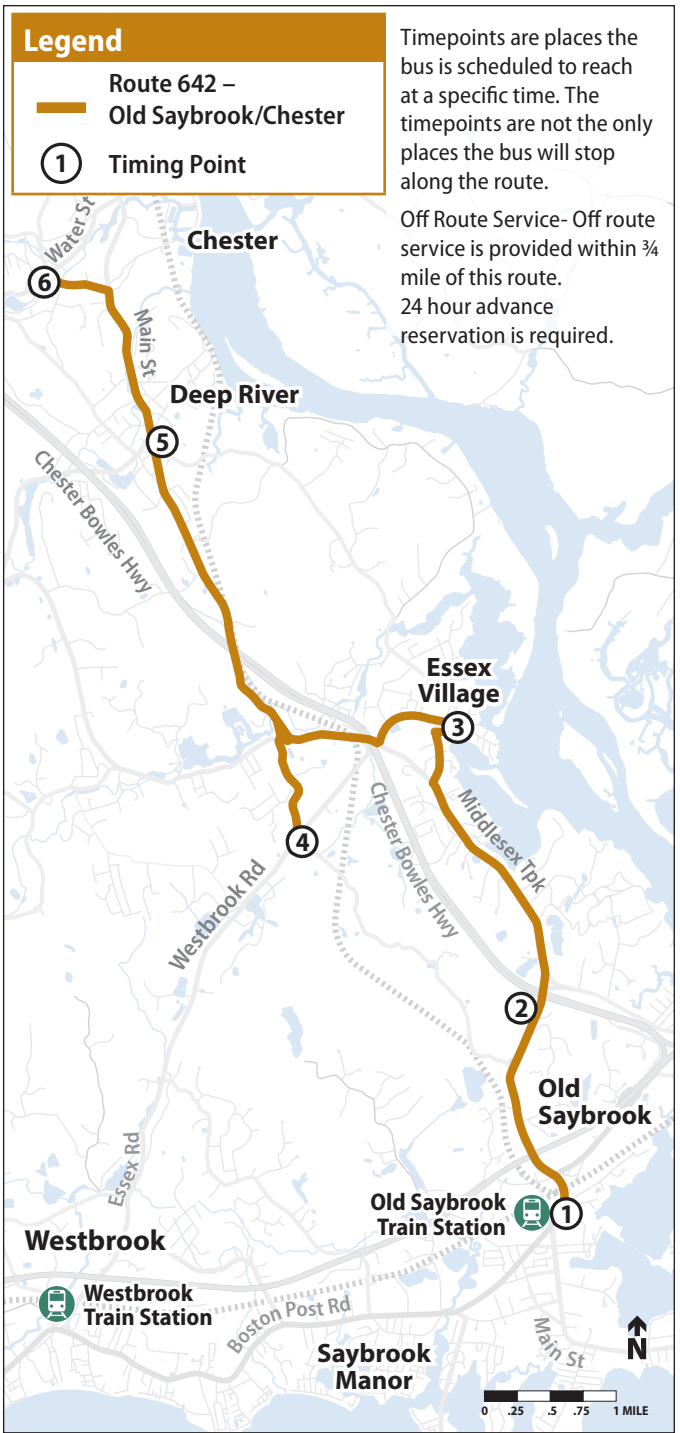 Legend
Route 642 –
Old Saybrook/Chester
1
Timing Point
Timepoints are places the
bus is scheduled to reach
at a specific time. The
timepoints are not the only
places the bus will stop
along the route.
Off Route Service- Off route
service is provided within ¾
mile of this route.
24 hour advance
reservation is required.
Water St
Chester
6
Main St
Deep River
5
Chester Bowles Hwy
Essex
Village
3
Chester Bowles Hwy
Middlesex Tpk
4
Westbrook Rd
2
Old
Saybrook
Essex Rd
Old Saybrook
Train Station
1
Westbrook
Westbrook
Train Station
Boston Post Rd
Saybrook
Manor
Main St
N
0 .25 .5 .75 1 MILE